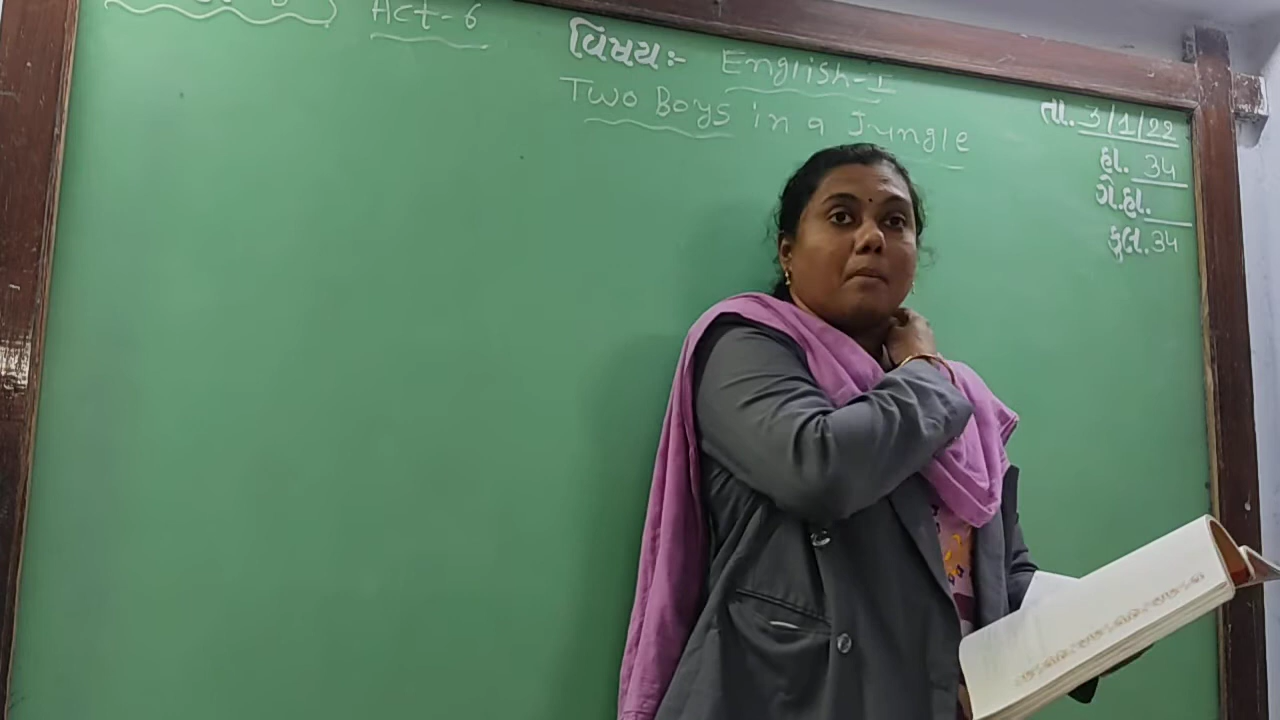 Act-6
વિષય:- English-I
Two Boys in a Jungle
તા. 3/1/22
હા. 34
ગે.હા.
કુલ. 34